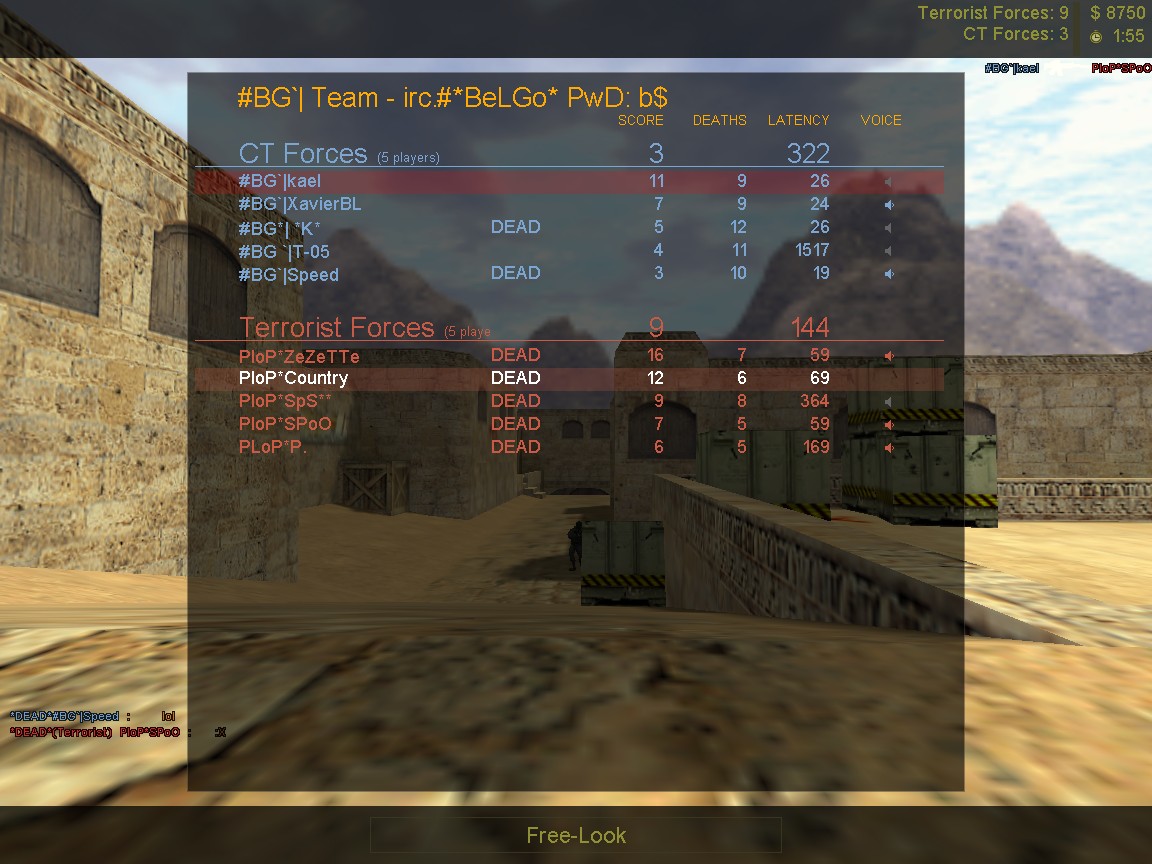 Terrorist Forces: 9 $ 8750
CT Forces: 3 1:55
#BG`|kael PloP*SPoO
#BG`| Team - irc.#*BeLGo* PwD: b$
SCORE DEATHS LATENCY VOICE
CT Forces (5 players) 3 322
#BG`|kael 11 9 26
#BG`|XavierBL 7 9 24
#BG*| *K* DEAD 5 12 26
#BG `|T-05 4 11 1517
#BG`|Speed DEAD 3 10 19
Terrorist Forces (5 playe 9 144
PloP*ZeZeTTe DEAD 16 7 59
PloP*Country DEAD 12 6 69
PloP*SpS** DEAD 9 8 364
PloP*SPoO DEAD 7 5 59
PLoP*P. DEAD 6 5 169
*DEAD*#BG`|Speed : lol
*DEAD*(Terrorist) PloP*SPoO : :X
Free-Look